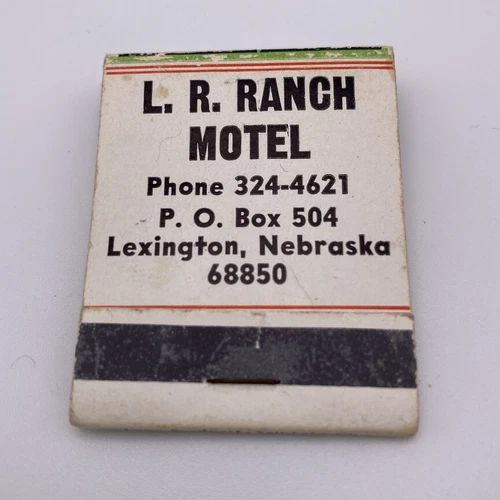 L. R. RANCH
MOTEL
Phone 324-4621
P. O. Box 504
Lexington, Nebraska
68850